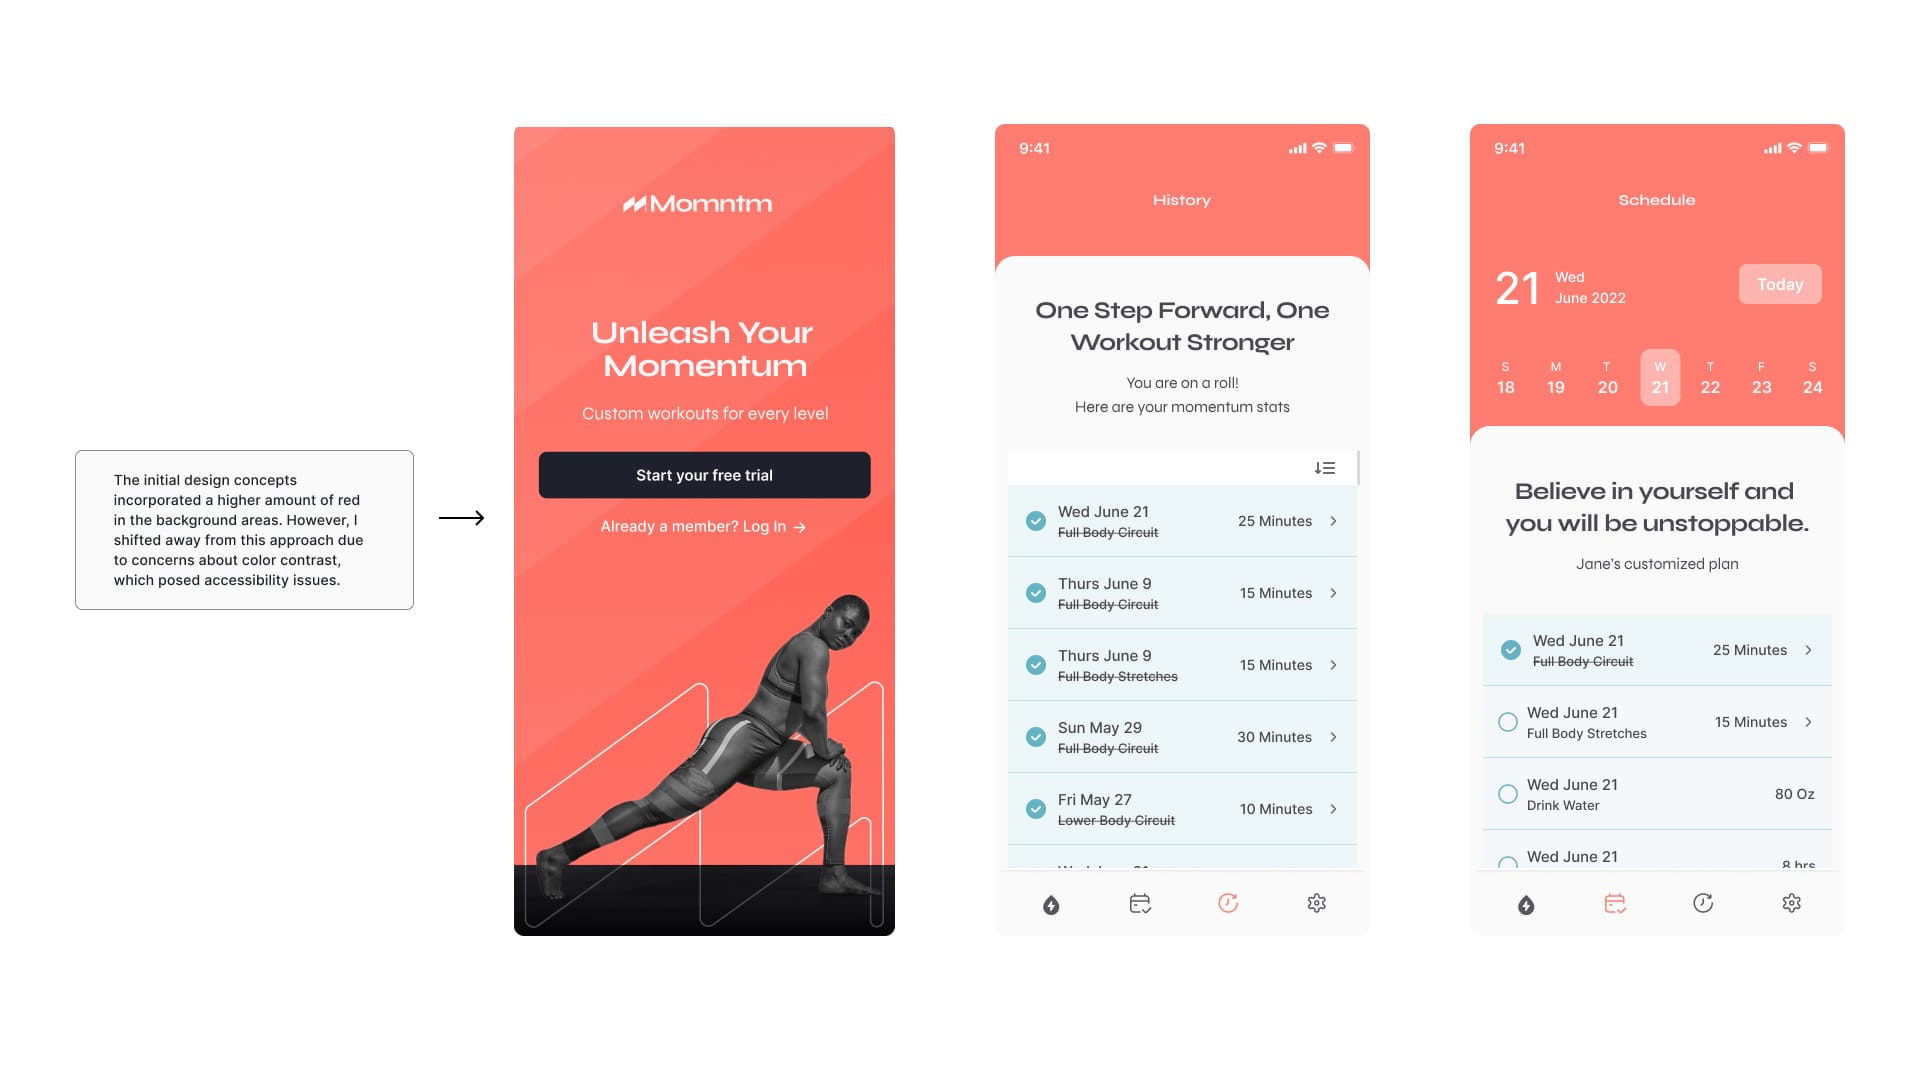 The initial design concepts
incorporated a higher amount of red
in the background areas. However, I
shifted away from this approach due
to concerns about color contrast,
which posed accessibility issues.
Momntm
Unleash Your
Momentum
Custom workouts for every level
Start your free trial
Already a member? Log In →
9:41
History
One Step Forward, One
Workout Stronger
You are on a roll!
Here are your momentum stats
Wed June 21
Full Body Circuit
25 Minutes
Thurs June 9
Full Body Circuit
15 Minutes
Thurs June 9
Full Body Stretches
15 Minutes
Sun May 29
Full Body Circuit
30 Minutes
Fri May 27
Lower Body Circuit
10 Minutes
9:41
Schedule
21
Wed
June 2022
Today
S M T W T F S
18 19 20 21 22 23 24
Believe in yourself and
you will be unstoppable.
Jane’s customized plan
Wed June 21
Full Body Circuit
25 Minutes
Wed June 21
Full Body Stretches
15 Minutes
Wed June 21
Drink Water
80 Oz
Wed June 21
8 hrs